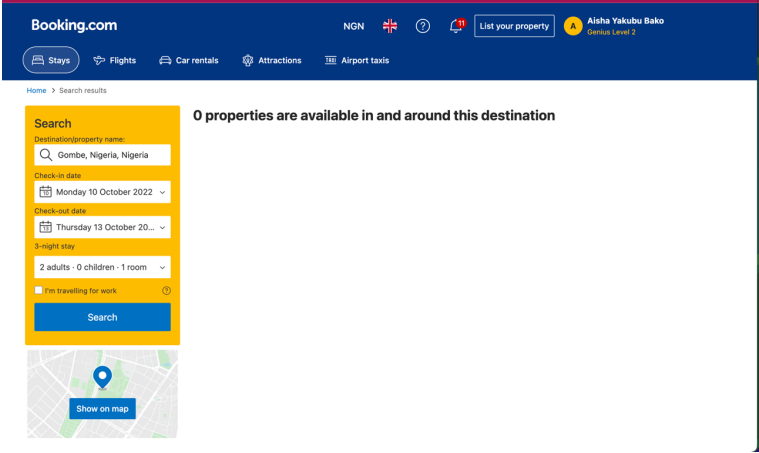 Booking.com
NGN
11
List your property
A
Aisha Yakubu Bako
Genius Level 2
Stays
Flights
Car rentals
Attractions
Airport taxis
Home > Search results
0 properties are available in and around this destination
Search
Destination/property name:
Gombe, Nigeria, Nigeria
Check-in date
Monday 10 October 2022
Check-out date
Thursday 13 October 20...
3-night stay
2 adults · 0 children · 1 room
I'm travelling for work
Search
Show on map